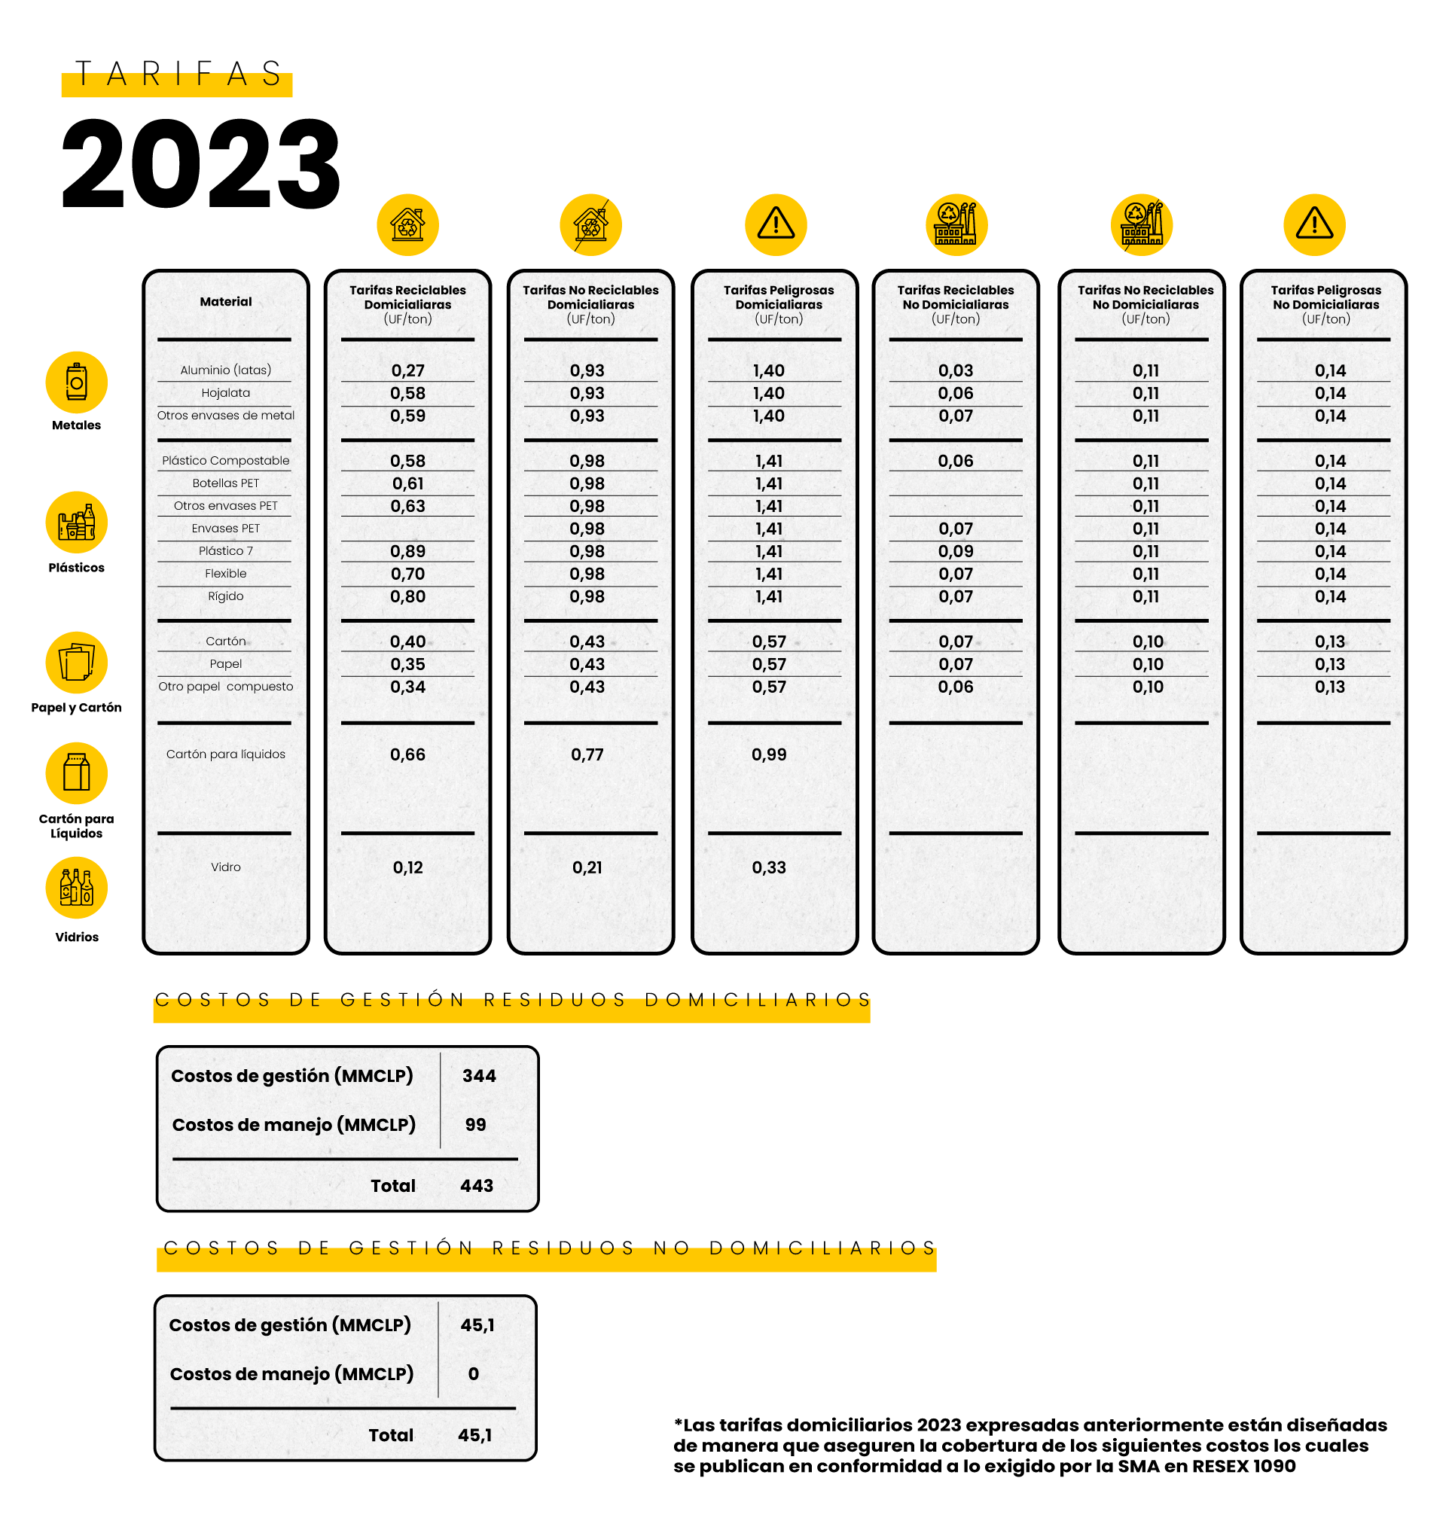 TARIFAS
2023
Material
Tarifas Reciclables
Domicialiaras
(UF/ton)
Tarifas No Reciclables
Domicialiaras
(UF/ton)
Tarifas Peligrosas
Domicialiaras
(UF/ton)
Tarifas Reciclables
No Domicialiaras
(UF/ton)
Tarifas No Reciclables
No Domicialiaras
(UF/ton)
Tarifas Peligrosas
No Domicialiaras
(UF/ton)
Metales
Aluminio (latas) 0,27 0,93 1,40 0,03 0,11 0,14
Hojalata 0,58 0,93 1,40 0,06 0,11 0,14
Otros envases de metal 0,59 0,93 1,40 0,07 0,11 0,14
Plásticos
Plástico Compostable 0,58 0,98 1,41 0,06 0,11 0,14
Botellas PET 0,61 0,98 1,41 0,11 0,14
Otros envases PET 0,63 0,98 1,41 0,11 0,14
Envases PET 0,98 1,41 0,07 0,11 0,14
Plástico 7 0,89 0,98 1,41 0,09 0,11 0,14
Flexible 0,70 0,98 1,41 0,07 0,11 0,14
Rígido 0,80 0,98 1,41 0,07 0,11 0,14
Papel y Cartón
Cartón 0,40 0,43 0,57 0,07 0,10 0,13
Papel 0,35 0,43 0,57 0,07 0,10 0,13
Otro papel compuesto 0,34 0,43 0,57 0,06 0,10 0,13
Cartón para
Líquidos
Cartón para líquidos 0,66 0,77 0,99
Vidrios
Vidro 0,12 0,21 0,33
COSTOS DE GESTIÓN RESIDUOS DOMICILIARIOS
Costos de gestión (MMCLP) 344
Costos de manejo (MMCLP) 99
Total 443
COSTOS DE GESTIÓN RESIDUOS NO DOMICILIARIOS
Costos de gestión (MMCLP) 45,1
Costos de manejo (MMCLP) 0
Total 45,1
*Las tarifas domiciliarios 2023 expresadas anteriormente están diseñadas
de manera que aseguren la cobertura de los siguientes costos los cuales
se publican en conformidad a lo exigido por la SMA en RESEX 1090